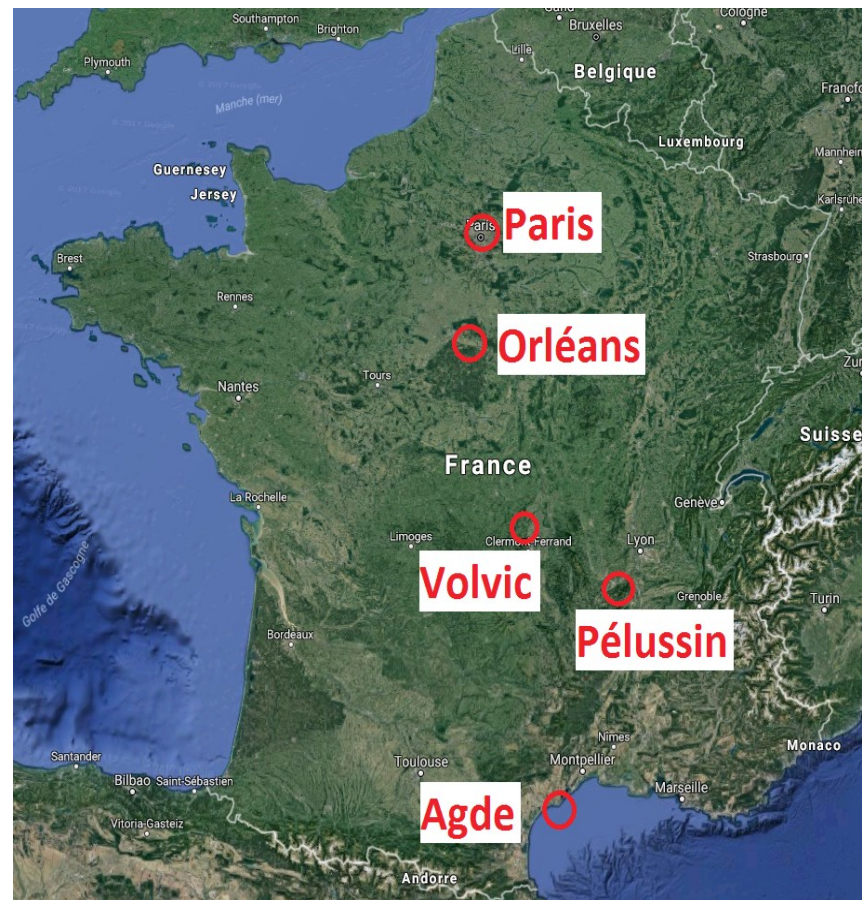 Southampton
Brighton
Plymouth
Manche (mer)
Lille
Bruxelles
Cologne
Belgique
Luxembourg
Mannheim
Karlsruhe
Guernesey
Jersey
Paris
Paris
Strasbourg
Brest
Rennes
Orléans
Tours
Nantes
Suisse
France
La Rochelle
Genève
Limoges
Clermont-Ferrand
Lyon
Volvic
Golfe de Gascogne
Grenoble
Turin
Pélussin
Bordeaux
Nimes
Monaco
Santander
Toulouse
Montpellier
Bilbao
Saint-Sébastien
Marseille
Agde
Vitoria-Gasteiz
Andorre